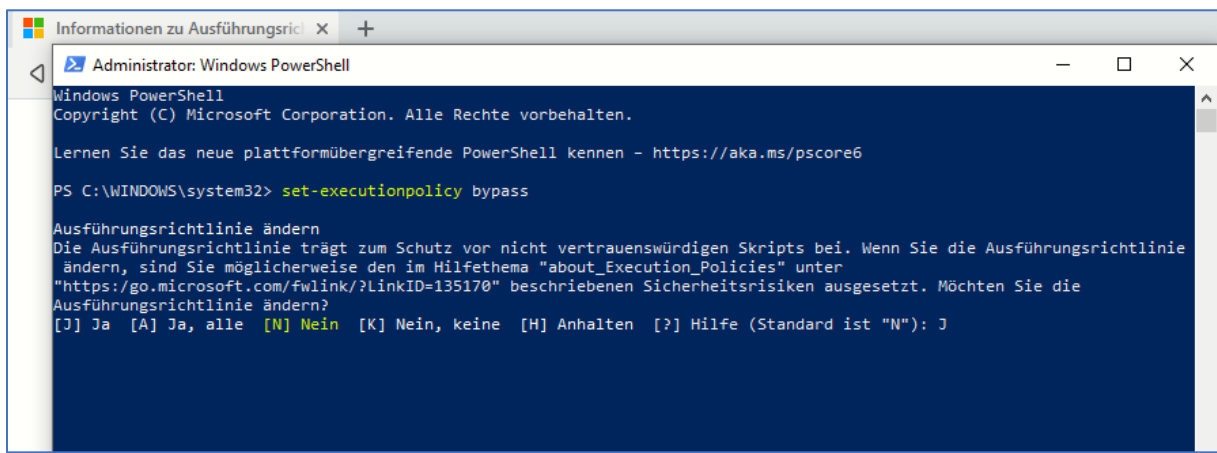 Informationen zu Ausführungsric
Administrator: Windows PowerShell
Windows PowerShell
Copyright (C) Microsoft Corporation. Alle Rechte vorbehalten.
Lernen Sie das neue plattformübergreifende PowerShell kennen – https://aka.ms/pscore6
PS C:\WINDOWS\system32> set-executionpolicy bypass
Ausführungsrichtlinie ändern
Die Ausführungsrichtlinie trägt zum Schutz vor nicht vertrauenswürdigen Skripts bei. Wenn Sie die Ausführungsrichtlinie
ändern, sind Sie möglicherweise den im Hilfethema "about_Execution_Policies" unter
"https:/go.microsoft.com/fwlink/?LinkID=135170" beschriebenen Sicherheitsrisiken ausgesetzt. Möchten Sie die
Ausführungsrichtlinie ändern?
[J] Ja [A] Ja, alle [N] Nein [K] Nein, keine [H] Anhalten [?] Hilfe (Standard ist "N"): J